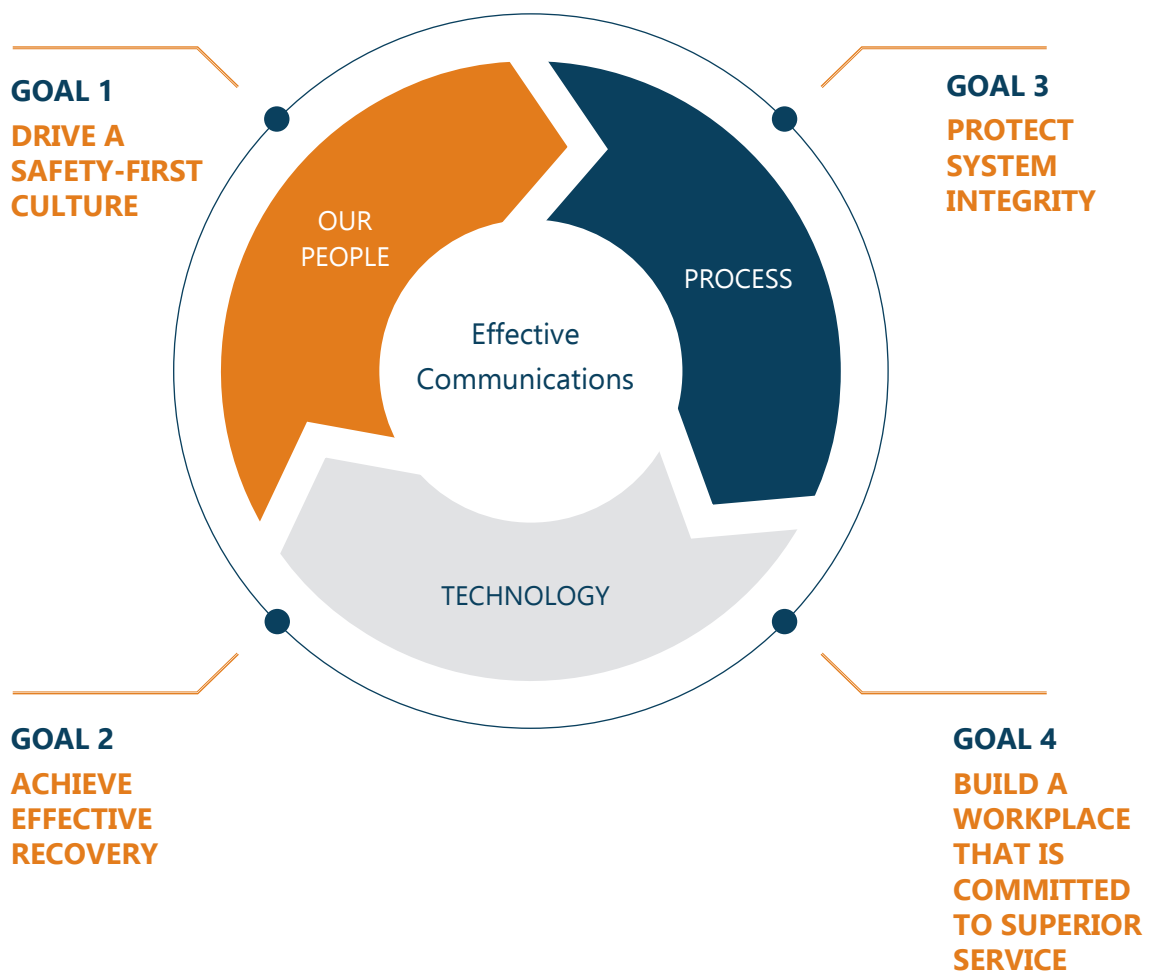 GOAL 1
DRIVE A
SAFETY-FIRST
CULTURE
GOAL 3
PROTECT
SYSTEM
INTEGRITY
OUR
PEOPLE
PROCESS
Effective
Communications
TECHNOLOGY
GOAL 2
ACHIEVE
EFFECTIVE
RECOVERY
GOAL 4
BUILD A
WORKPLACE
THAT IS
COMMITTED
TO SUPERIOR
SERVICE